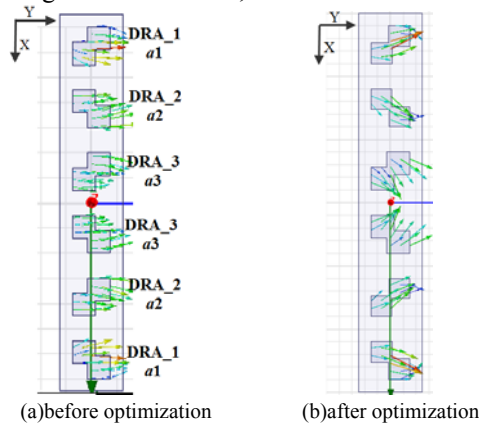 Y
X
DRA_1
a1
DRA_2
a2
DRA_3
a3
DRA_3
a3
DRA_2
a2
DRA_1
a1
Y
X
(a)before optimization
(b)after optimization